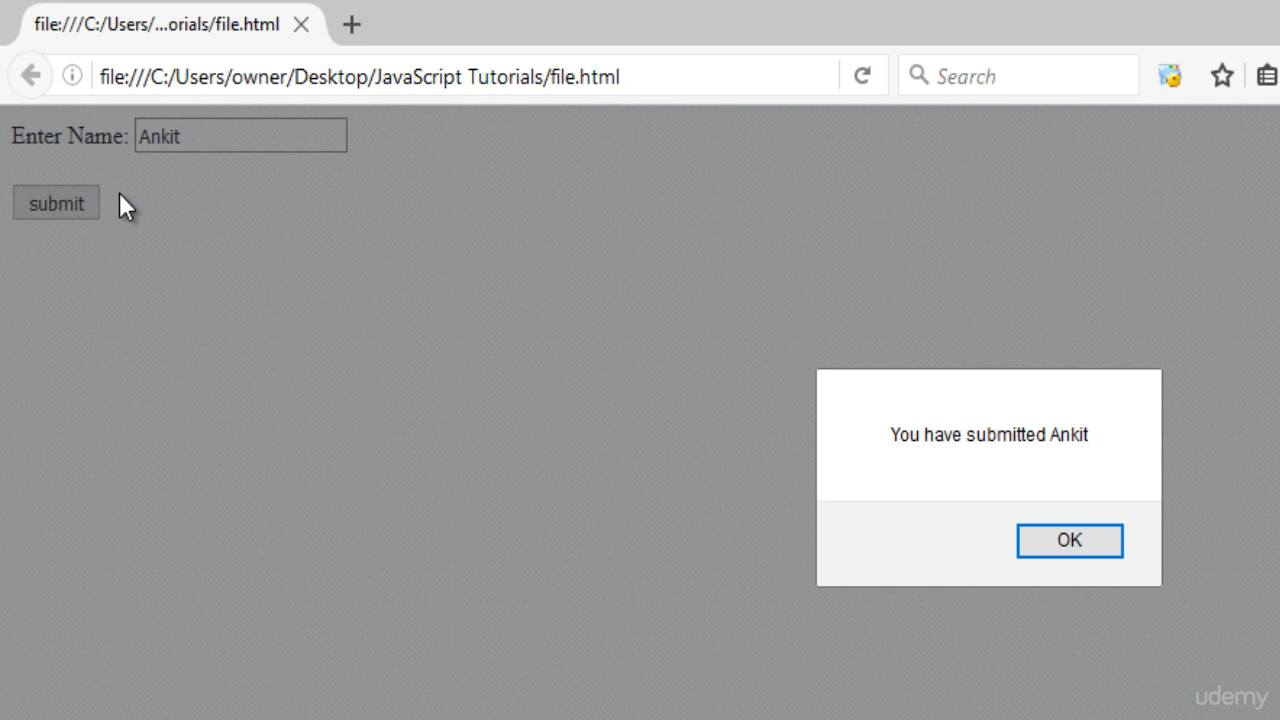 file:///C:/Users/...orials/file.html
file:///C:/Users/owner/Desktop/JavaScript Tutorials/file.html
Search
Enter Name: Ankit
submit
You have submitted Ankit
OK
udemy